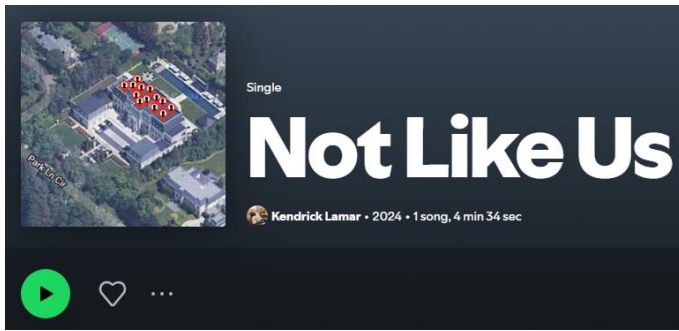 Park Ln Cir
Single
Not Like Us
Kendrick Lamar • 2024 • 1 song, 4 min 34 sec